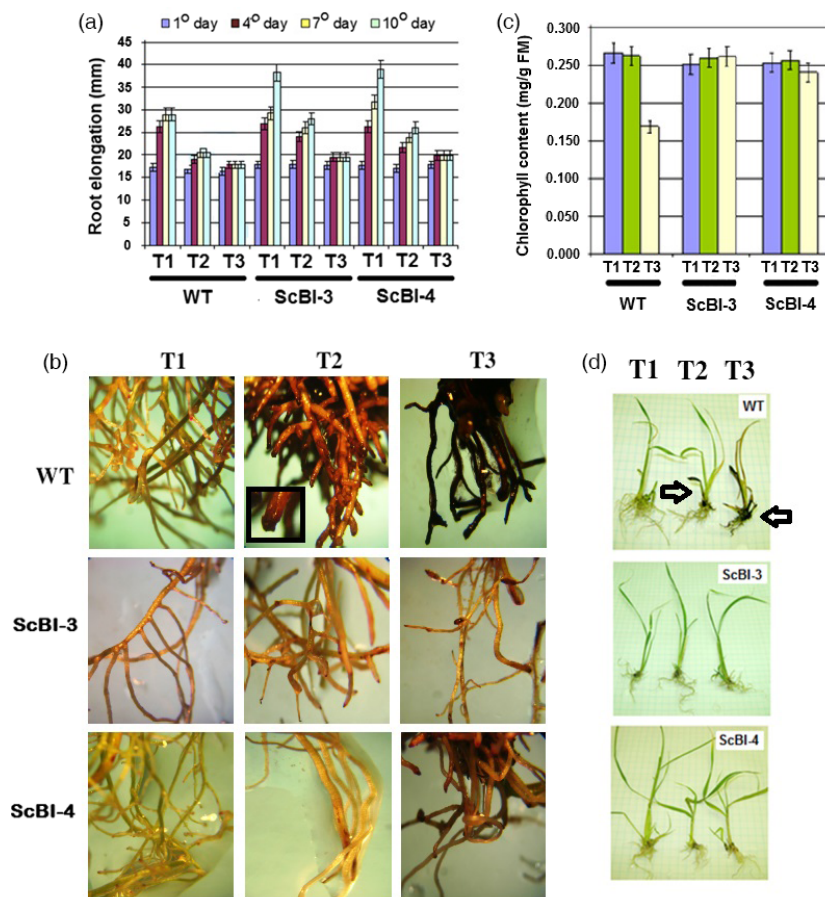 (a)
1º day 4º day 7º day 10º day
Root elongation (mm)
45
40
35
30
25
20
15
10
5
0
T1 T2 T3 T1 T2 T3 T1 T2 T3
WT ScBI-3 ScBI-4
(c)
Chlorophyll content (mg/g FM)
0.300
0.250
0.200
0.150
0.100
0.050
0.000
T1 T2 T3 T1 T2 T3 T1 T2 T3
WT ScBI-3 ScBI-4
(b)
T1 T2 T3
WT
ScBI-3
ScBI-4
(d)
T1 T2 T3
WT
ScBI-3
ScBI-4